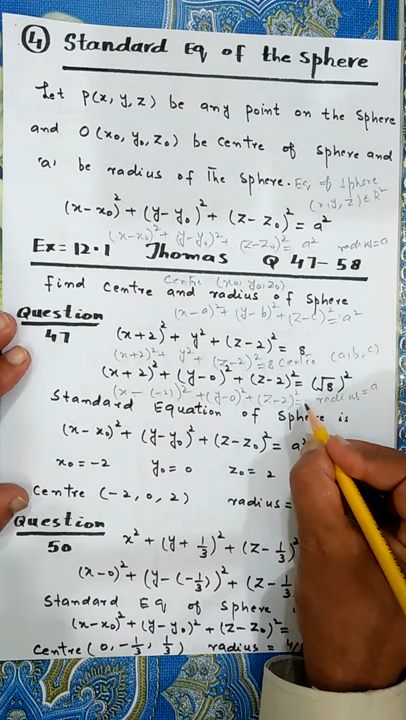 ④ Standard Eq of the Sphere
Let P(x, y, z) be any point on the sphere
and O(x₀, y₀, z₀) be centre of sphere and
'a' be radius of The sphere. Eq of Sphere
(x, y, z) ∈ R²
(x-x₀)² + (y-y₀)² + (z-z₀)² = a²
(x-x₀)² + (y-y₀)² + (z-z₀)² = a² radius=a
Ex=12·1 Thomas Q 47-58
Centre (x₀, y₀, z₀)
find centre and radius of sphere
(x-a)² + (y-b)² + (z-c)² = a²
Question
47
(x+2)² + y² + (z-2)² = 8
(x+2)² + y² + (z-2)² = 8 Centre (a,b,c)
(x+2)² + (y-0)² + (z-2)² = (√8)²
(x-(-2))² + (y-0)² + (z-2)² = radius=a
Standard Equation of Sphere is
(x-x₀)² + (y-y₀)² + (z-z₀)² = a²
x₀ = -2 y₀ = 0 z₀ = 2
Centre (-2, 0, 2) radius =
Question
50
x² + (y+1/3)² + (z-1/3)²
(x-0)² + (y-(-1/3))² + (z-1/3
Standard Eq of Sphere
(x-x₀)² + (y-y₀)² + (z-z₀)² =
Centre (0, -1/3, 1/3) radius = 4/